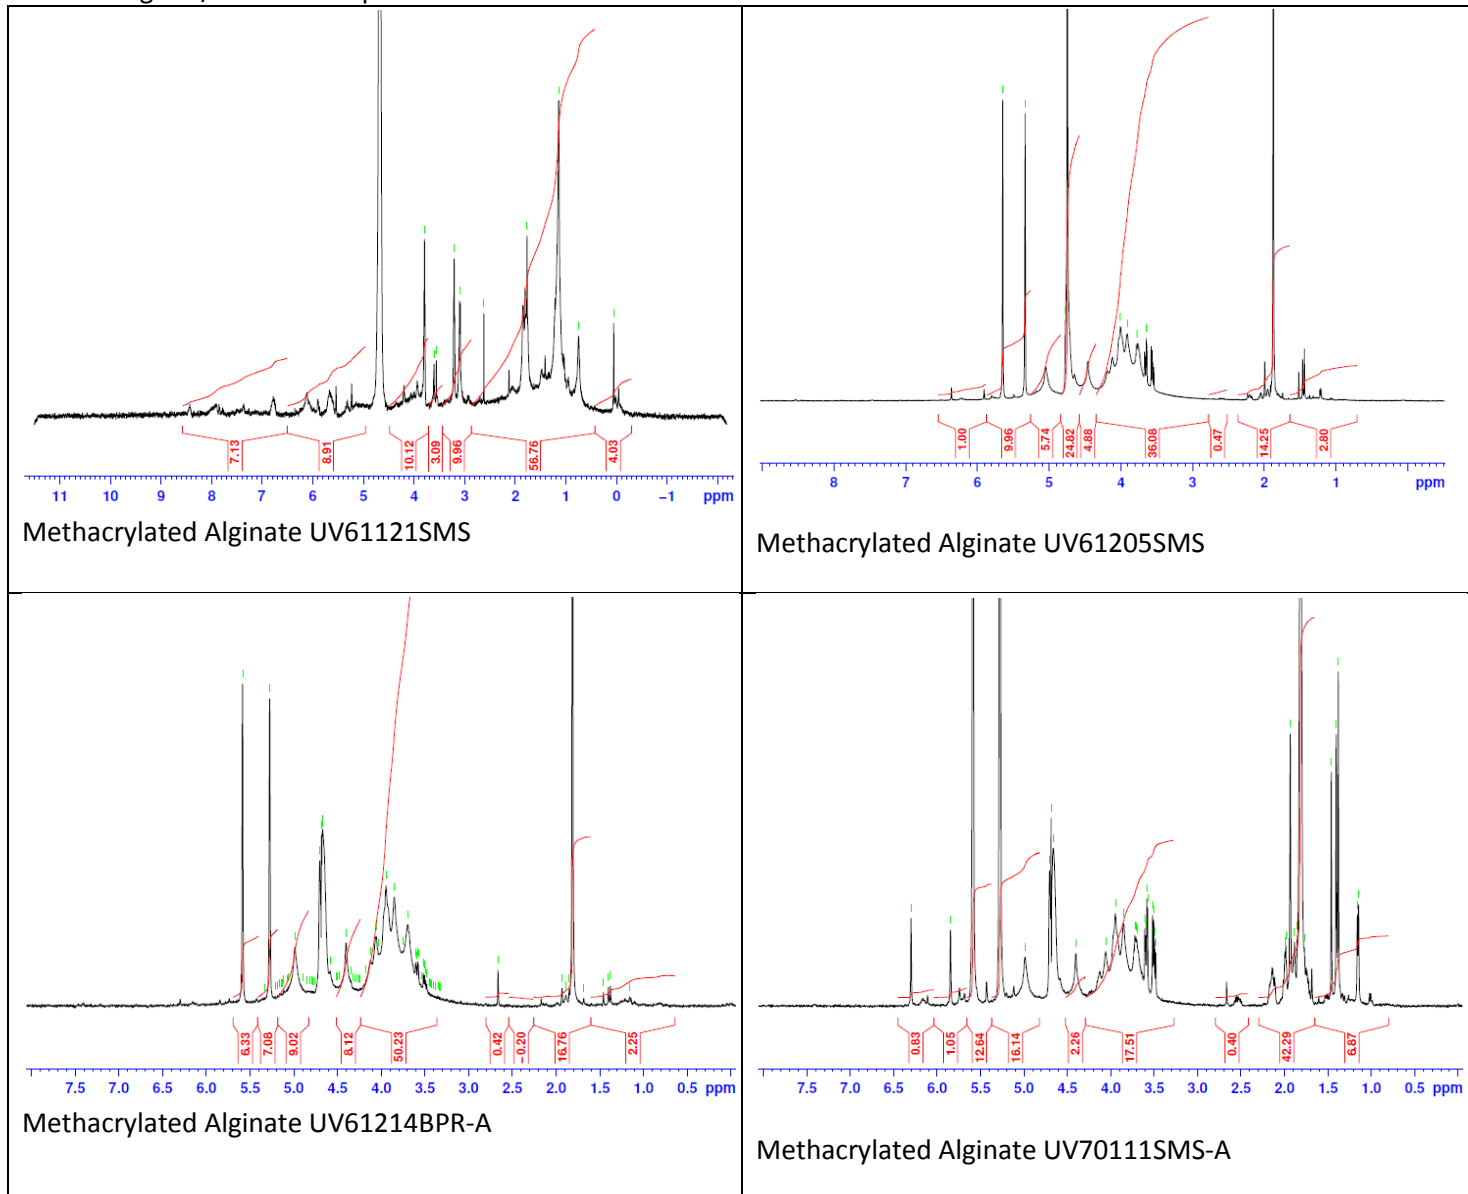 7.13 8.91 10.12 3.09 9.96 56.76 4.03
11 10 9 8 7 6 5 4 3 2 1 0 -1 ppm
Methacrylated Alginate UV61121SMS
1.00 9.96 5.74 24.82 4.88 36.08 0.47 14.25 2.80
8 7 6 5 4 3 2 1 ppm
Methacrylated Alginate UV61205SMS
6.33 7.08 9.02 8.12 50.23 0.42 -0.20 16.76 2.25
7.5 7.0 6.5 6.0 5.5 5.0 4.5 4.0 3.5 3.0 2.5 2.0 1.5 1.0 0.5 ppm
Methacrylated Alginate UV61214BPR-A
0.83 1.05 12.64 16.14 2.26 17.51 0.40 42.29 6.87
7.5 7.0 6.5 6.0 5.5 5.0 4.5 4.0 3.5 3.0 2.5 2.0 1.5 1.0 0.5 ppm
Methacrylated Alginate UV70111SMS-A